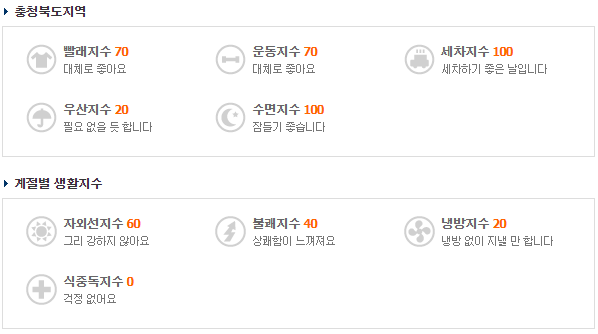 충청북도지역
빨래지수 70
대체로 좋아요
운동지수 70
대체로 좋아요
세차지수 100
세차하기 좋은 날입니다
우산지수 20
필요 없을 듯 합니다
수면지수 100
잠들기 좋습니다
계절별 생활지수
자외선지수 60
그리 강하지 않아요
불쾌지수 40
상쾌함이 느껴져요
냉방지수 20
냉방 없이 지낼 만 합니다
식중독지수 0
걱정 없어요